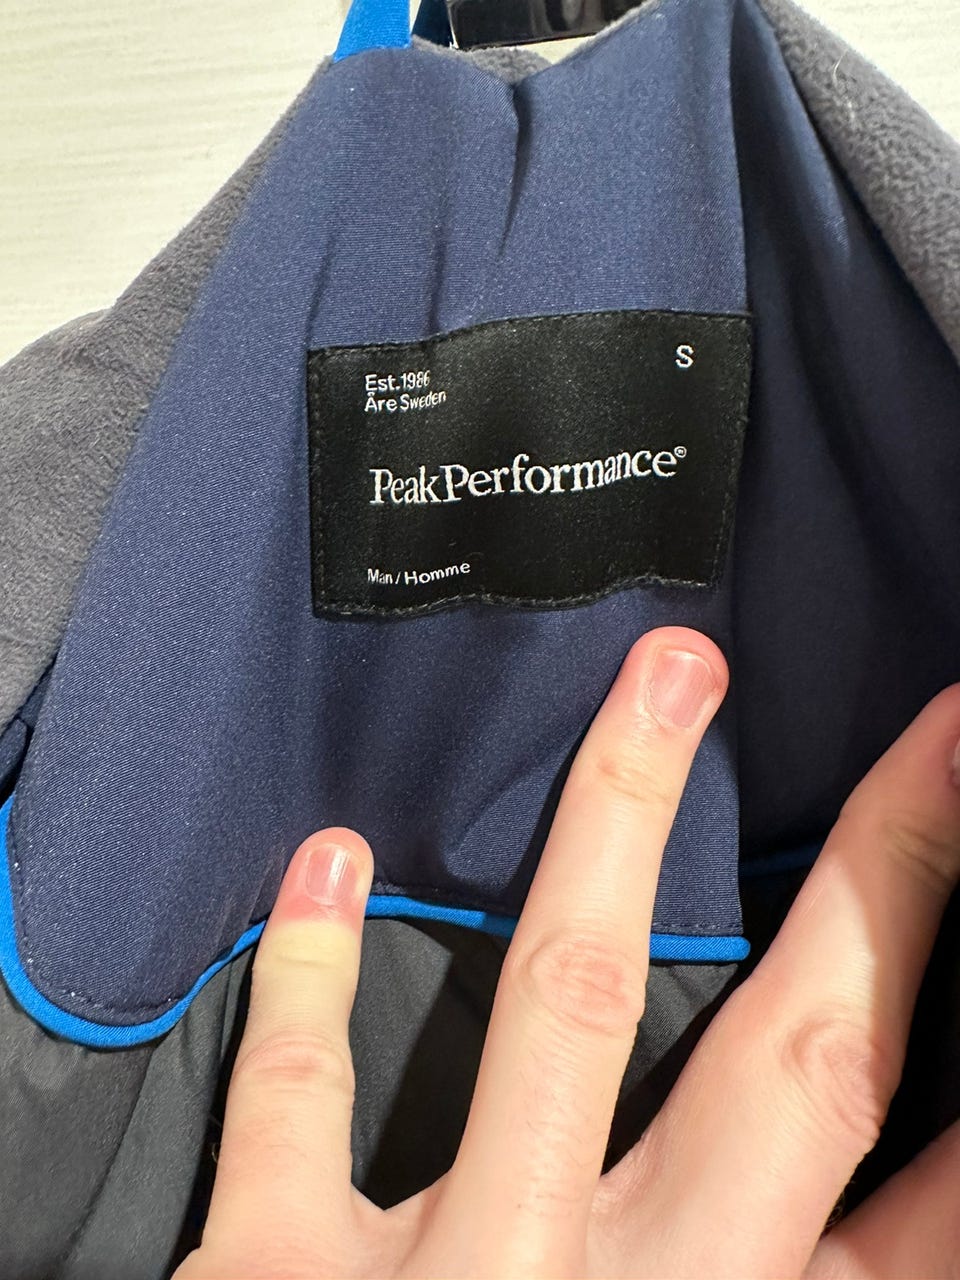 S
Est.1986
Åre Sweden
PeakPerformance®
Man / Homme